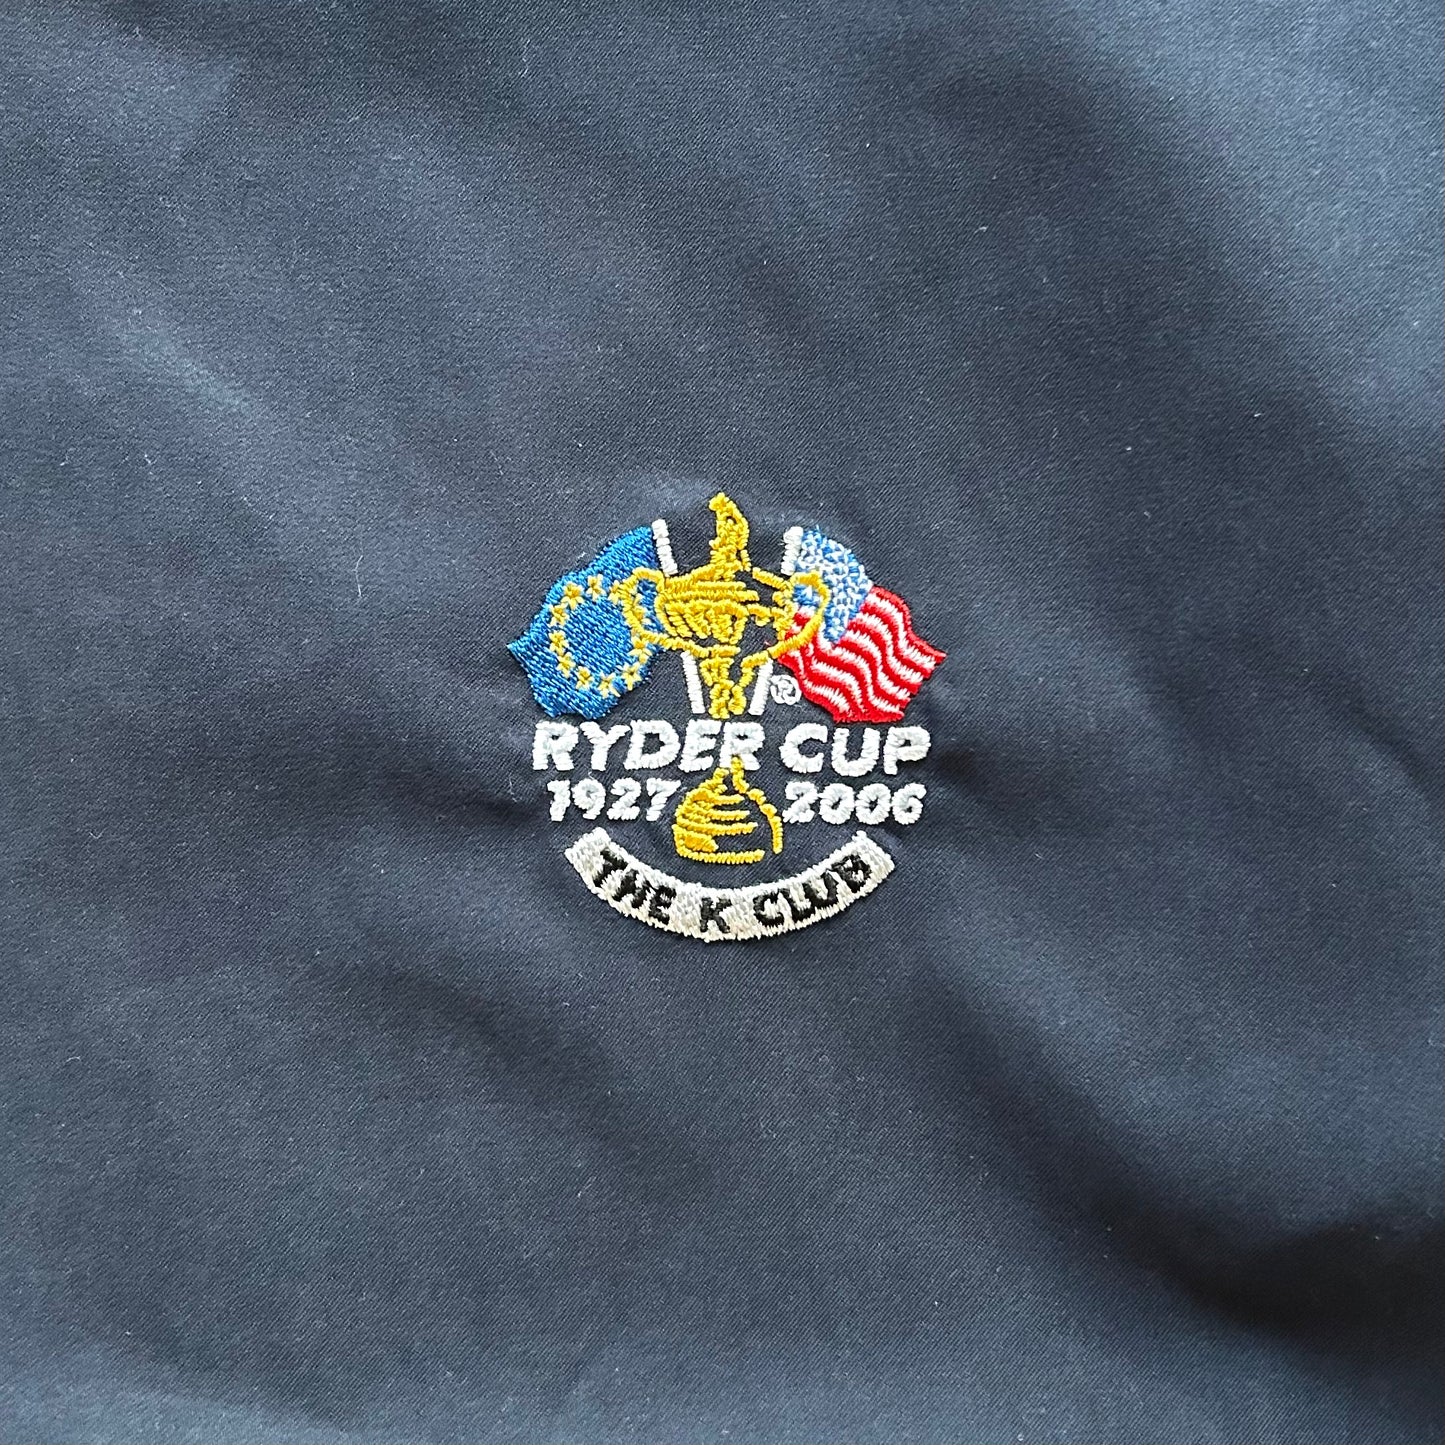 ®
RYDER CUP
1927 2006
THE K CLUB